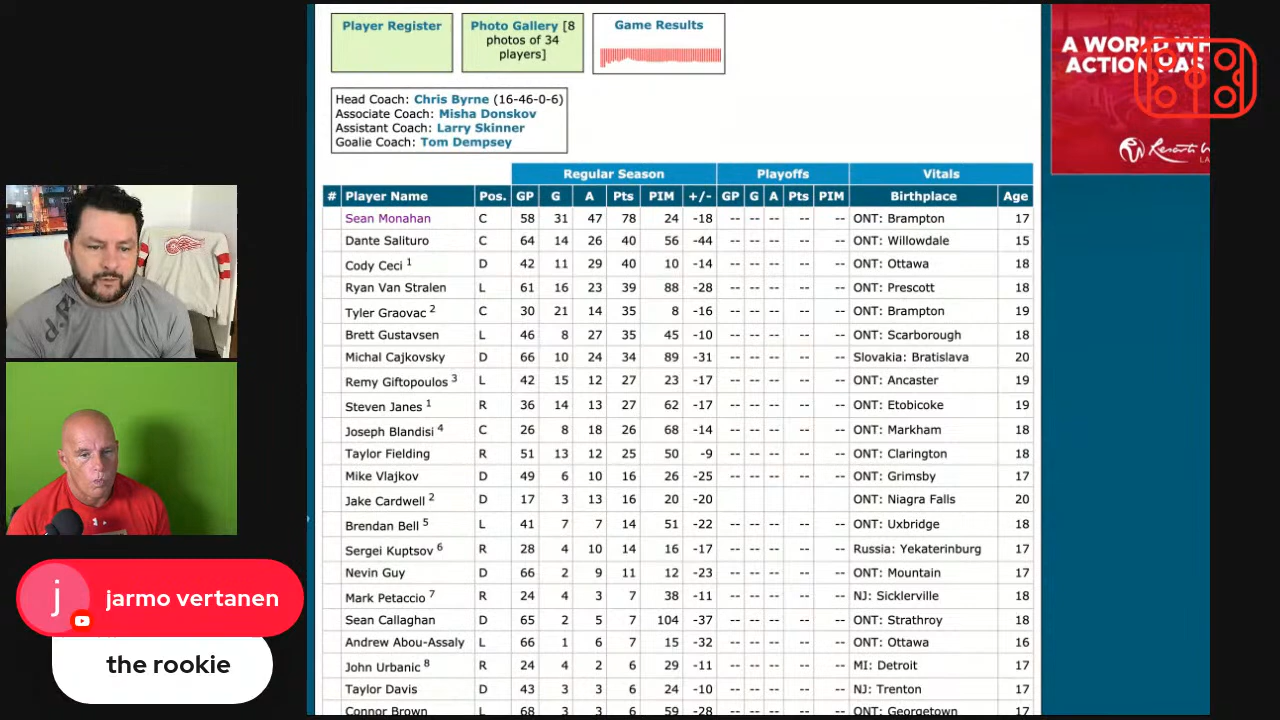 Player Register
Photo Gallery [8
photos of 34
players]
Game Results
A WORLD WH
ACTION HAS
Head Coach: Chris Byrne (16-46-0-6)
Associate Coach: Misha Donskov
Assistant Coach: Larry Skinner
Goalie Coach: Tom Dempsey
Regular Season Playoffs Vitals
# Player Name Pos. GP G A Pts PIM +/- GP G A Pts PIM Birthplace Age
Sean Monahan C 58 31 47 78 24 -18 -- -- -- -- -- ONT: Brampton 17
Dante Salituro C 64 14 26 40 56 -44 -- -- -- -- -- ONT: Willowdale 15
Cody Ceci 1 D 42 11 29 40 10 -14 -- -- -- -- -- ONT: Ottawa 18
Ryan Van Stralen L 61 16 23 39 88 -28 -- -- -- -- -- ONT: Prescott 18
Tyler Graovac 2 C 30 21 14 35 8 -16 -- -- -- -- -- ONT: Brampton 19
Brett Gustavsen L 46 8 27 35 45 -10 -- -- -- -- -- ONT: Scarborough 18
Michal Cajkovsky D 66 10 24 34 89 -31 -- -- -- -- -- Slovakia: Bratislava 20
Remy Giftopoulos 3 L 42 15 12 27 23 -17 -- -- -- -- -- ONT: Ancaster 19
Steven Janes 1 R 36 14 13 27 62 -17 -- -- -- -- -- ONT: Etobicoke 19
Joseph Blandisi 4 C 26 8 18 26 68 -14 -- -- -- -- -- ONT: Markham 18
Taylor Fielding R 51 13 12 25 50 -9 -- -- -- -- -- ONT: Clarington 18
Mike Vlajkov D 49 6 10 16 26 -25 -- -- -- -- -- ONT: Grimsby 17
Jake Cardwell 2 D 17 3 13 16 20 -20 ONT: Niagra Falls 20
Brendan Bell 5 L 41 7 7 14 51 -22 -- -- -- -- -- ONT: Uxbridge 18
Sergei Kuptsov 6 R 28 4 10 14 16 -17 -- -- -- -- -- Russia: Yekaterinburg 17
Nevin Guy D 66 2 9 11 12 -23 -- -- -- -- -- ONT: Mountain 17
Mark Petaccio 7 R 24 4 3 7 38 -11 -- -- -- -- -- NJ: Sicklerville 18
Sean Callaghan D 65 2 5 7 104 -37 -- -- -- -- -- ONT: Strathroy 18
Andrew Abou-Assaly L 66 1 6 7 15 -32 -- -- -- -- -- ONT: Ottawa 16
John Urbanic 8 R 24 4 2 6 29 -11 -- -- -- -- -- MI: Detroit 17
Taylor Davis D 43 3 3 6 24 -10 -- -- -- -- -- NJ: Trenton 17
Connor Brown L 68 3 3 6 59 -28 -- -- -- -- -- ONT: Georgetown 17
j
jarmo vertanen
the rookie